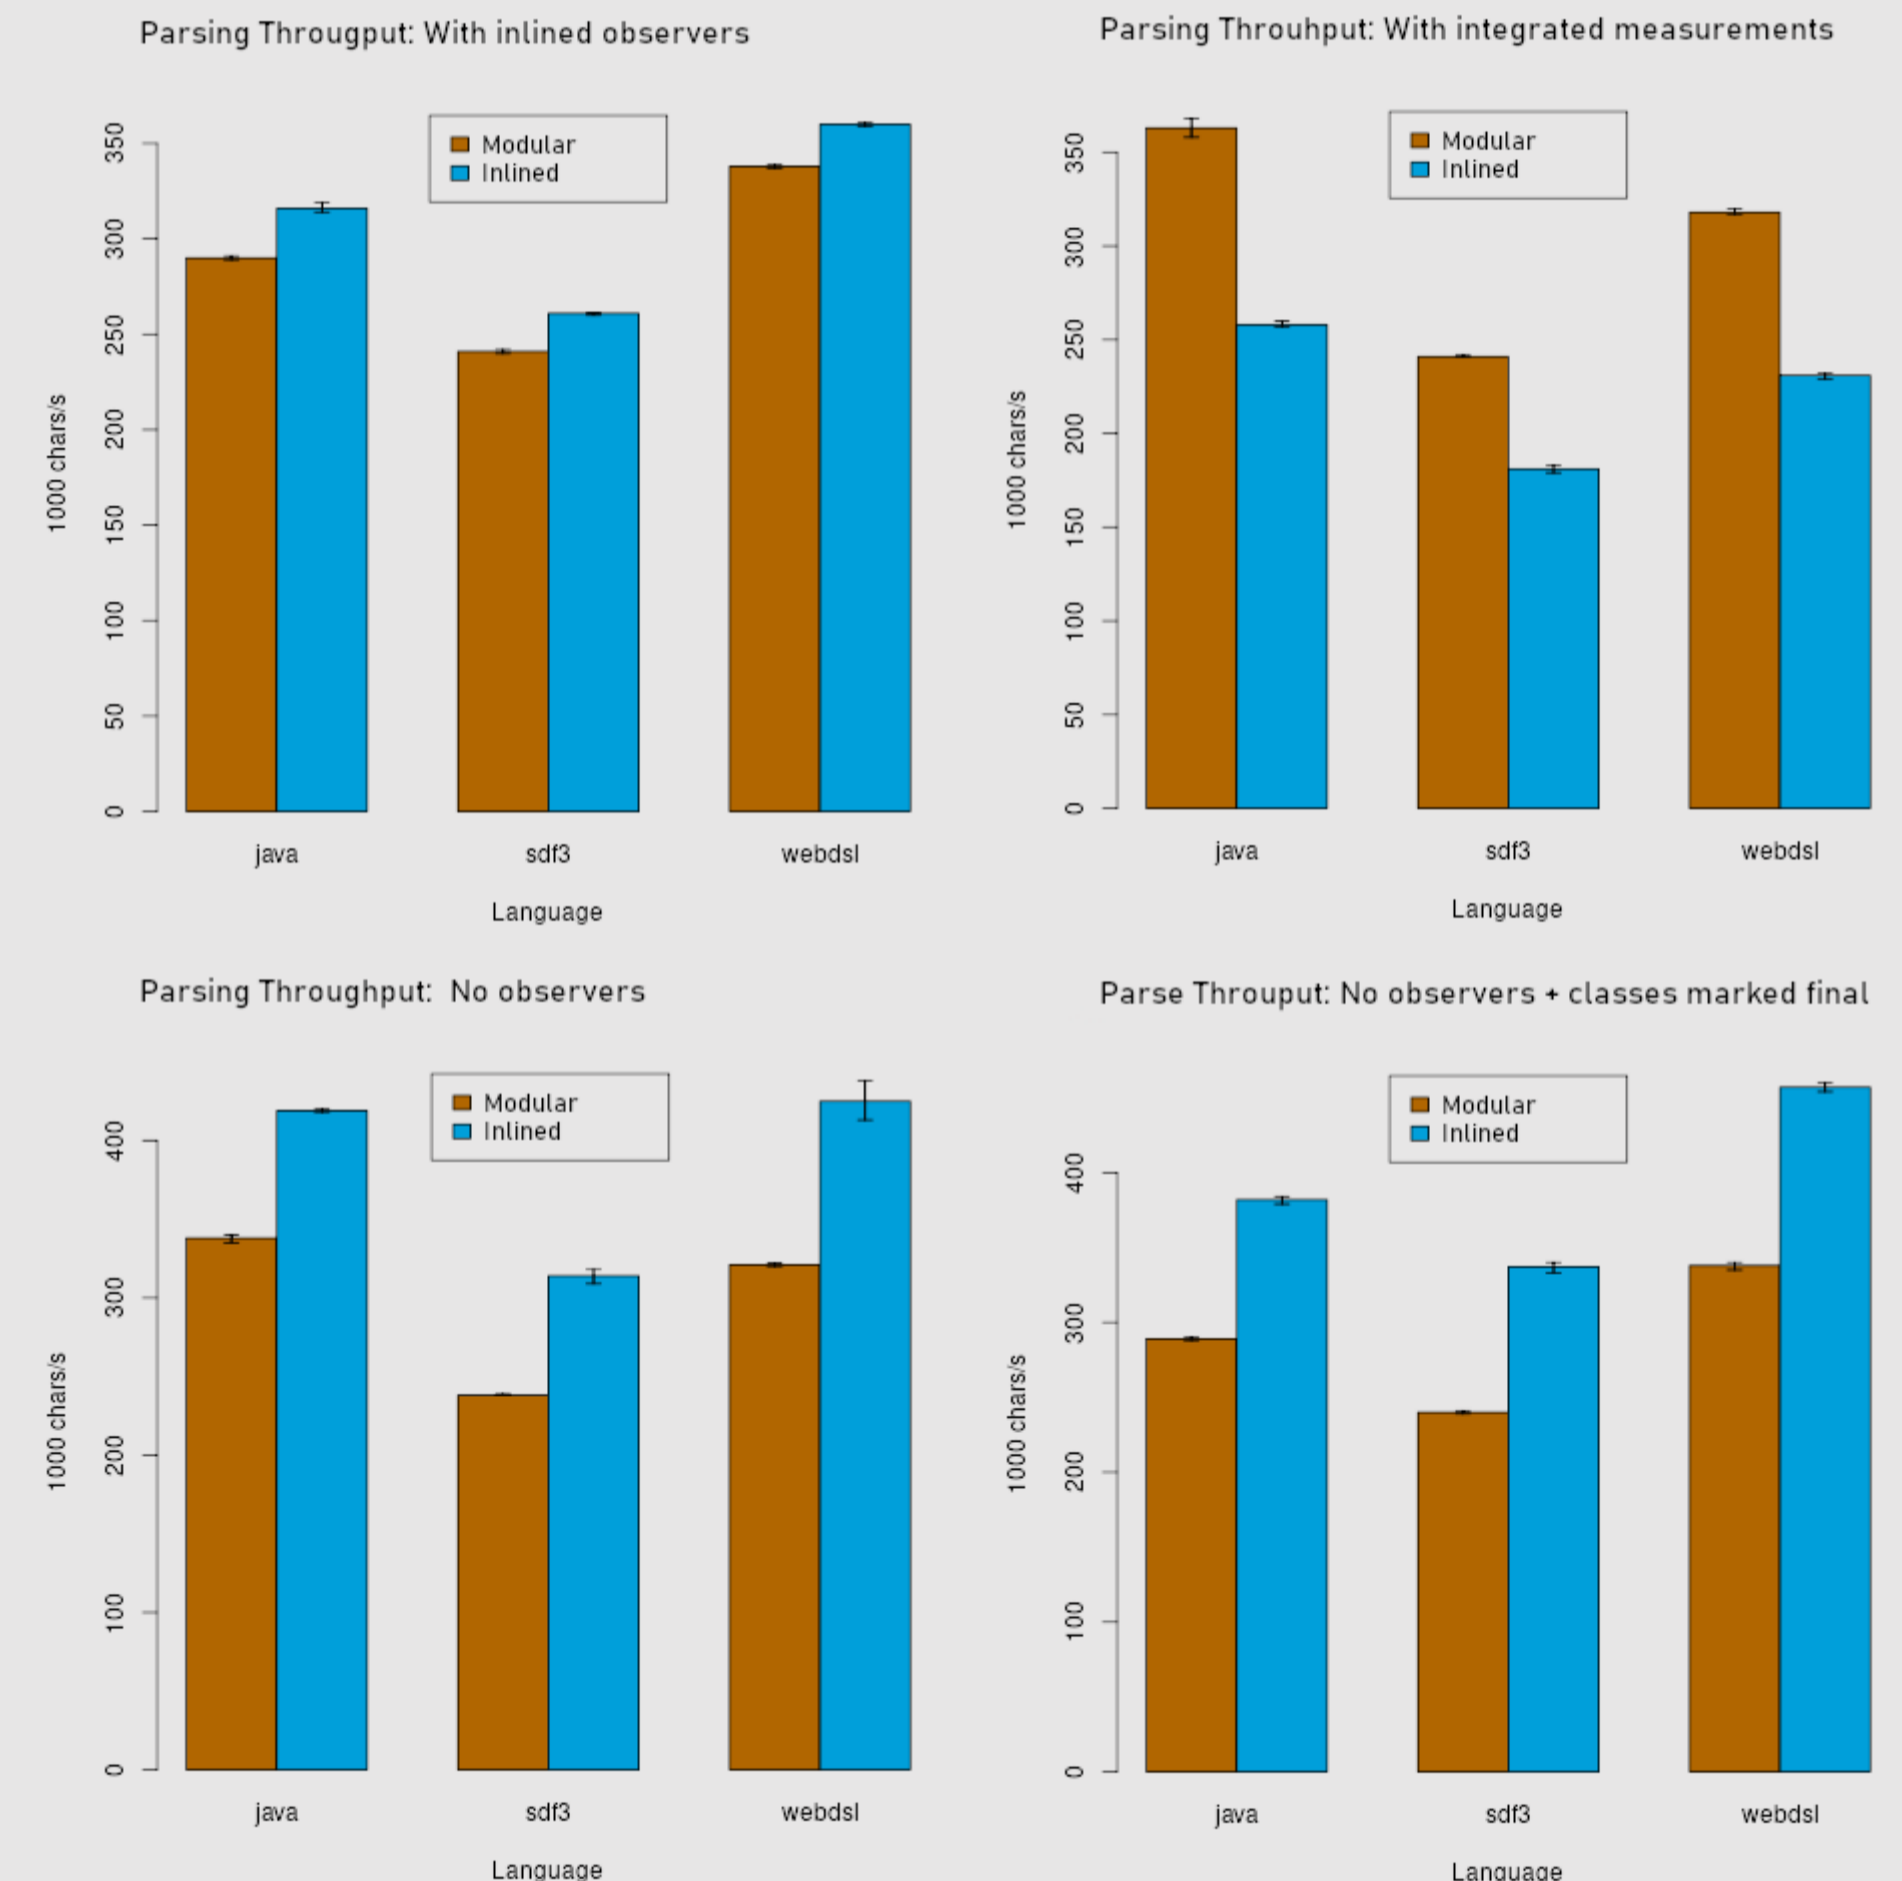 Parsing Througput: With inlined observers
Modular
Inlined
350
300
250
200
150
100
50
0
1000 chars/s
java sdf3 webdsl
Language
Parsing Throuhput: With integrated measurements
Modular
Inlined
350
300
250
200
150
100
50
0
1000 chars/s
java sdf3 webdsl
Language
Parsing Throughput: No observers
Modular
Inlined
400
300
200
100
0
1000 chars/s
java sdf3 webdsl
Language
Parse Throuput: No observers + classes marked final
Modular
Inlined
400
300
200
100
0
1000 chars/s
java sdf3 webdsl
Language